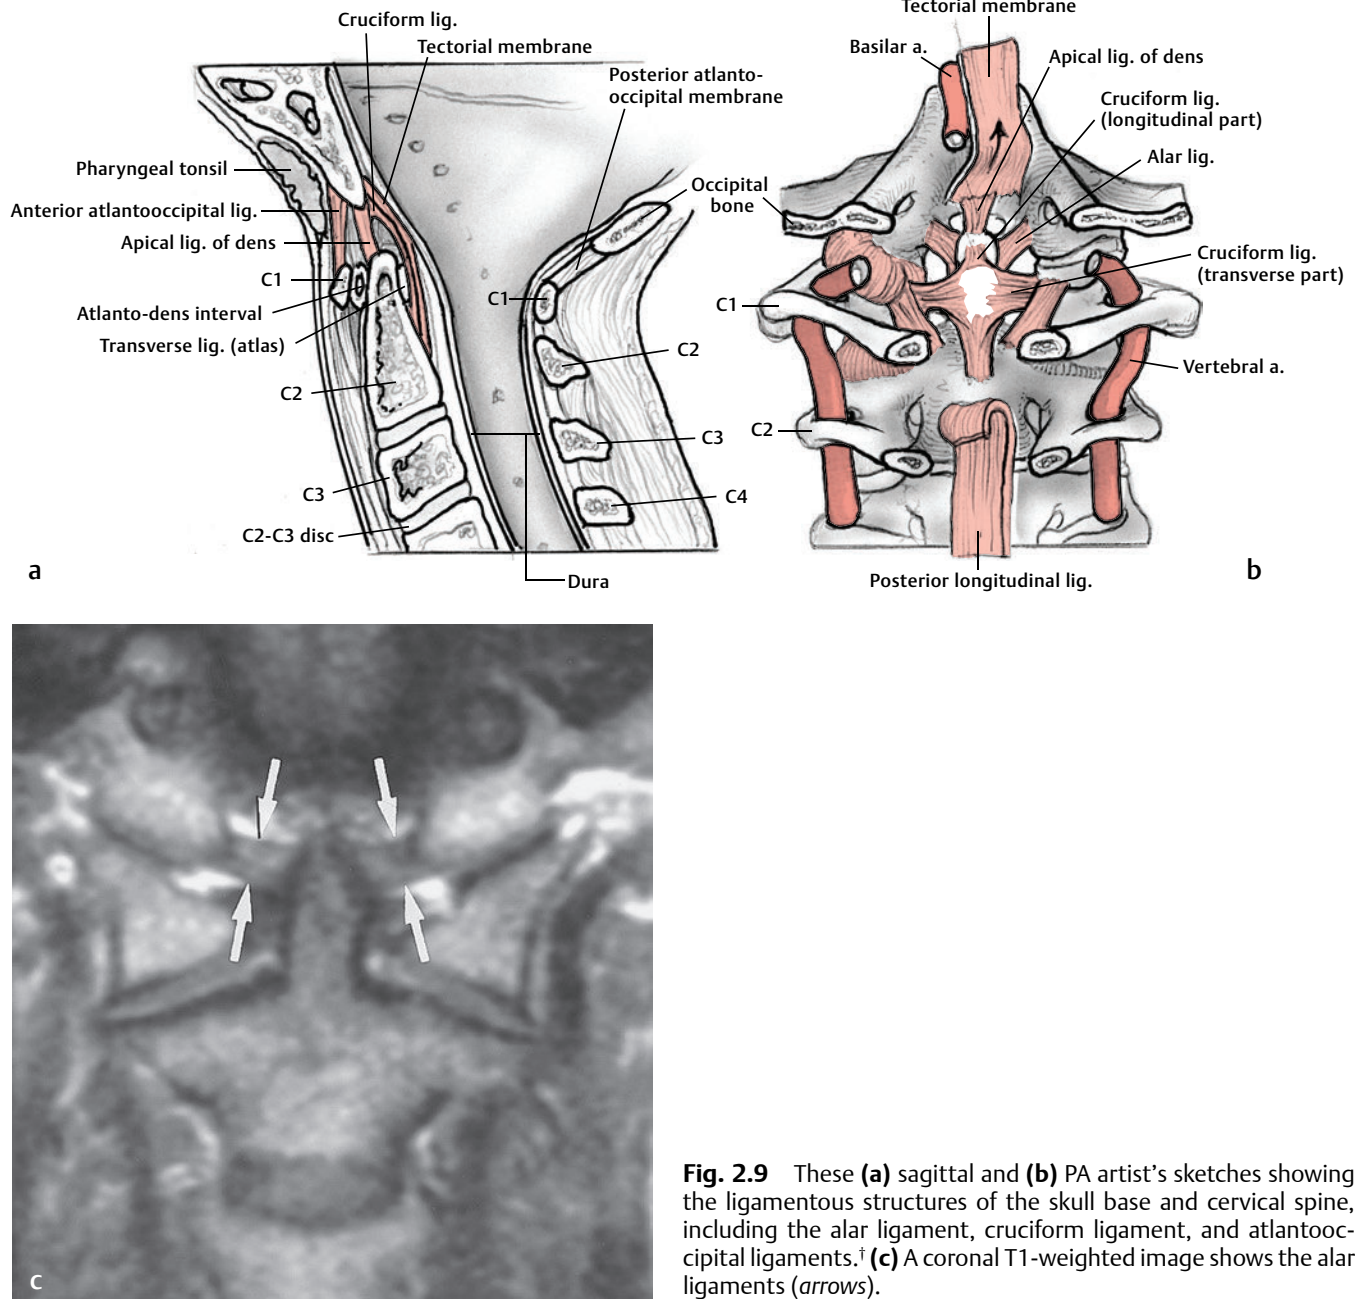 Cruciform lig.
Tectorial membrane
Posterior atlanto-
occipital membrane
Pharyngeal tonsil
Anterior atlantooccipital lig.
Apical lig. of dens
C1
Atlanto-dens interval
Transverse lig. (atlas)
C2
C3
C2-C3 disc
Occipital
bone
C1
C2
C3
C4
Dura
a
Tectorial membrane
Basilar a.
Apical lig. of dens
Cruciform lig.
(longitudinal part)
Alar lig.
Cruciform lig.
(transverse part)
C1
Vertebral a.
C2
Posterior longitudinal lig.
b
c
Fig. 2.9 These (a) sagittal and (b) PA artist’s sketches showing
the ligamentous structures of the skull base and cervical spine,
including the alar ligament, cruciform ligament, and atlantooc-
cipital ligaments.† (c) A coronal T1-weighted image shows the alar
ligaments (arrows).